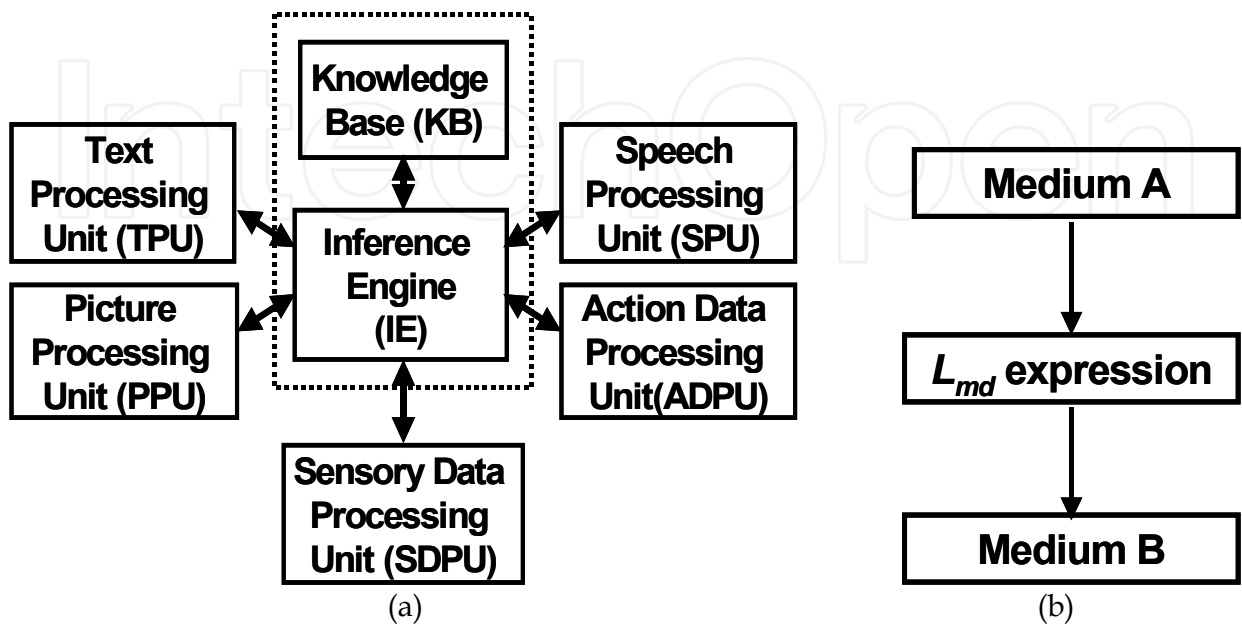 IntechOpen
Knowledge
Base (KB)
Text
Processing
Unit (TPU)
Inference
Engine
(IE)
Speech
Processing
Unit (SPU)
Picture
Processing
Unit (PPU)
Action Data
Processing
Unit(ADPU)
Sensory Data
Processing
Unit (SDPU)
(a)
Medium A
Lmd expression
Medium B
(b)